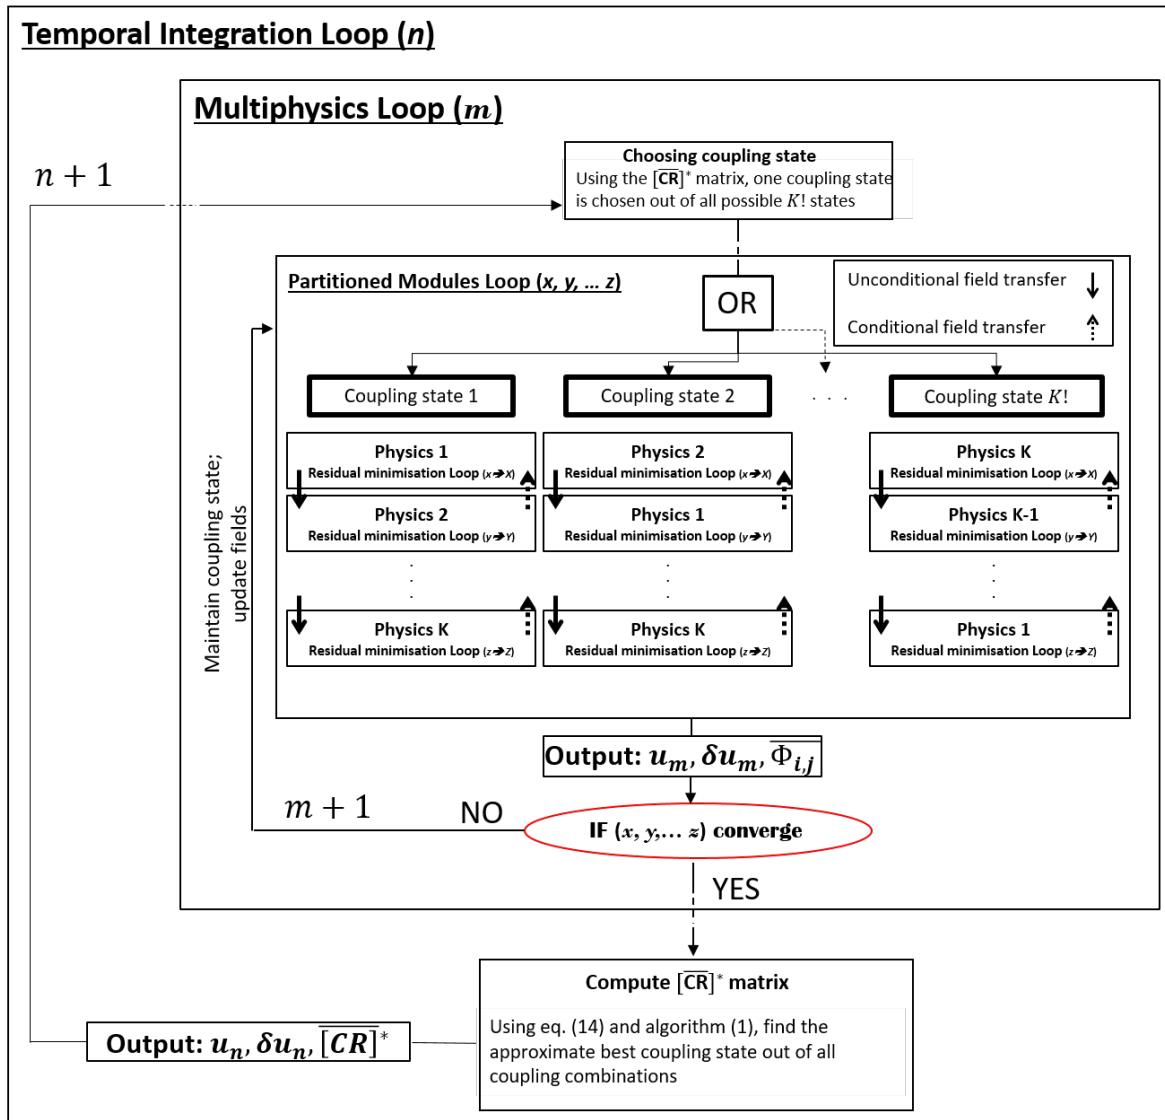 Temporal Integration Loop (n)
Multiphysics Loop (m)
n + 1
Choosing coupling state
Using the [C̅R̅]* matrix, one coupling state
is chosen out of all possible K! states
Partitioned Modules Loop (x, y, ... z)
OR
Unconditional field transfer
Conditional field transfer
Coupling state 1
Coupling state 2
. . .
Coupling state K!
Physics 1
Residual minimisation Loop (x➔X)
Physics 2
Residual minimisation Loop (y➔Y)
.
.
.
Physics K
Residual minimisation Loop (z➔Z)
Physics 2
Residual minimisation Loop (x➔X)
Physics 1
Residual minimisation Loop (y➔Y)
.
.
.
Physics K
Residual minimisation Loop (z➔Z)
Physics K
Residual minimisation Loop (x➔X)
Physics K-1
Residual minimisation Loop (y➔Y)
.
.
.
Physics 1
Residual minimisation Loop (z➔Z)
Maintain coupling state;
update fields
Output: u_m, δu_m, \overline{Φ_{i,j}}
m + 1
NO
IF (x, y,... z) converge
YES
Compute [C̅R̅]* matrix
Using eq. (14) and algorithm (1), find the
approximate best coupling state out of all
coupling combinations
Output: u_n, δu_n, \overline{[CR]}*